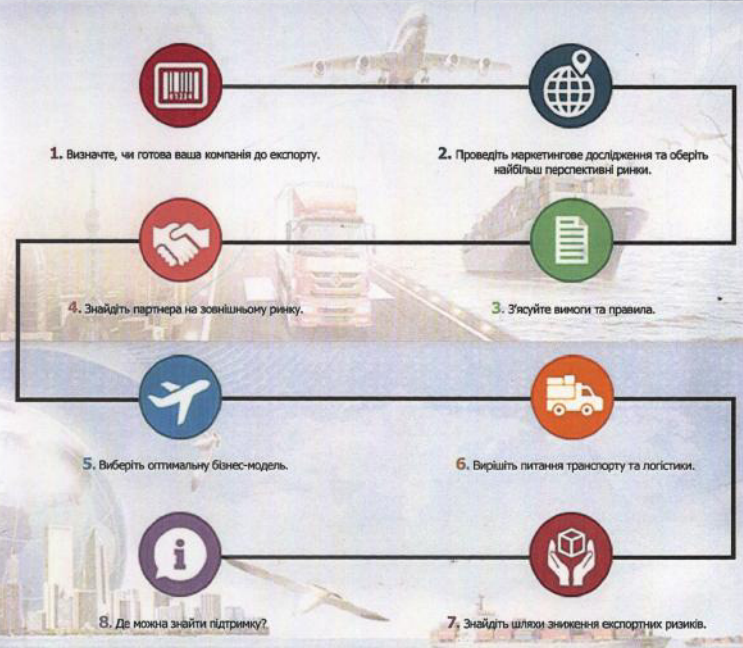 1. Визначте, чи готова ваша компанія до експорту.
2. Проведіть маркетингове дослідження та оберіть
найбільш перспективні ринки.
3. З'ясуйте вимоги та правила.
4. Знайдіть партнера на зовнішньому ринку.
5. Виберіть оптимальну бізнес-модель.
6. Вирішіть питання транспорту та логістики.
7. Знайдіть шляхи зниження експортних ризиків.
8. Де можна знайти підтримку?